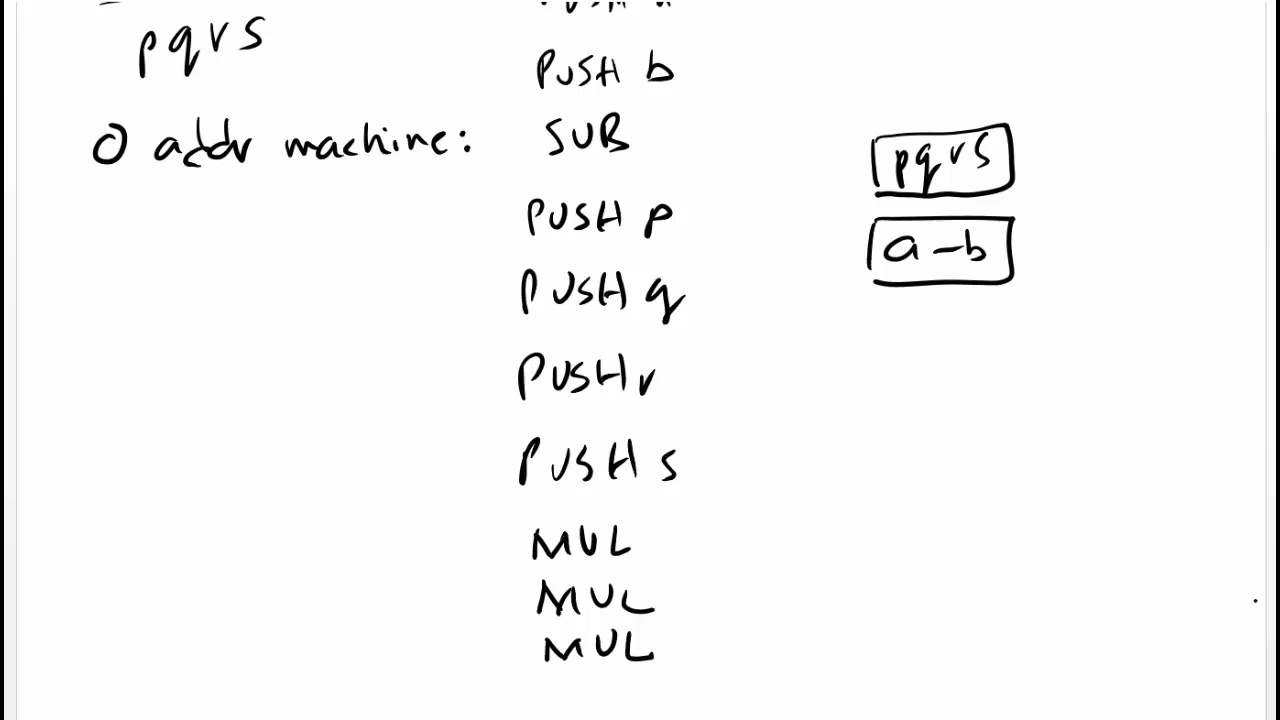 pqrs
PUSH b
0 addr machine: SUB
pqrs
PUSH p
a-b
PUSH q
PUSH r
PUSH s
MUL
MUL
MUL